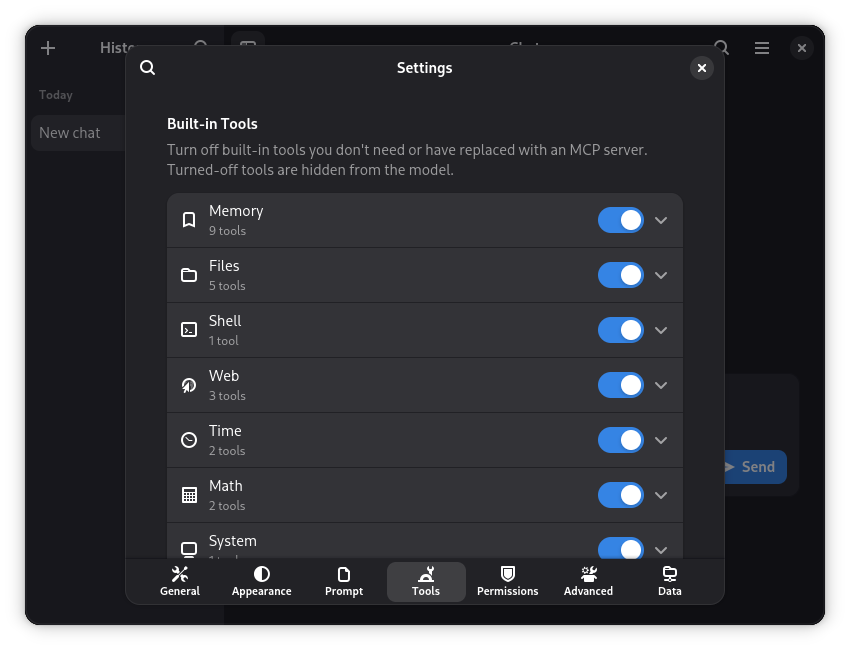 Settings
Today
New chat
Built-in Tools
Turn off built-in tools you don't need or have replaced with an MCP server.
Turned-off tools are hidden from the model.
Memory
9 tools
Files
5 tools
Shell
1 tool
Web
3 tools
Time
2 tools
Math
2 tools
System
Send
General
Appearance
Prompt
Tools
Permissions
Advanced
Data